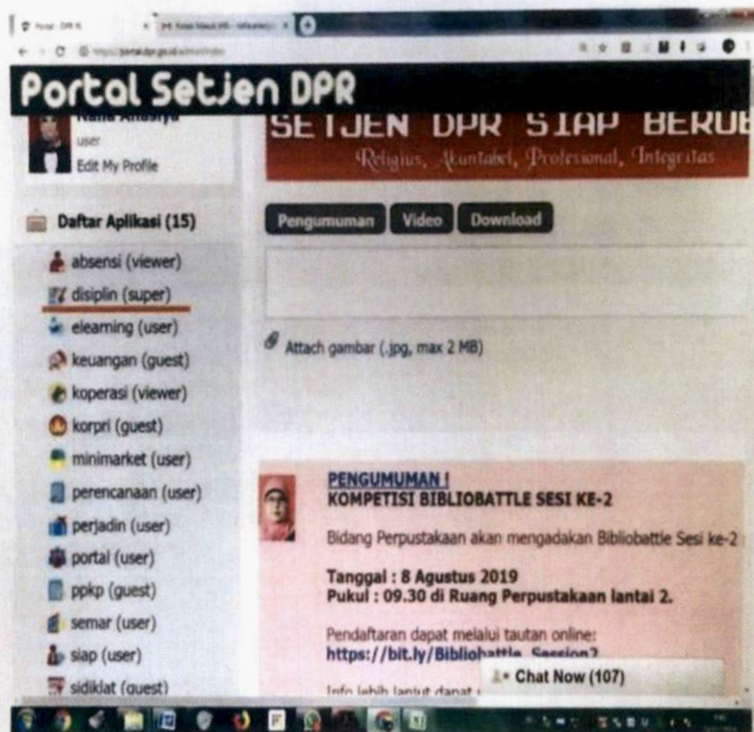 Portal Setjen DPR
user
Edit My Profile
SETJEN DPR SIAP
Religius, Akuntabel, Profesional, Integritas
Daftar Aplikasi (15)
absensi (viewer)
disiplin (super)
elearning (user)
keuangan (guest)
koperasi (viewer)
korpri (guest)
minimarket (user)
perencanaan (user)
perjadin (user)
portal (user)
ppkp (guest)
semar (user)
siap (user)
sidiklat (guest)
Pengumuman
Video
Download
Attach gambar (.jpg, max 2 MB)
PENGUMUMAN !
KOMPETISI BIBLIOBATTLE SESI KE-2
Bidang Perpustakaan akan mengadakan Bibliobattle Sesi ke-2
Tanggal : 8 Agustus 2019
Pukul : 09.30 di Ruang Perpustakaan lantai 2.
Pendaftaran dapat melalui tautan online:
https://bit.ly/Bibliobattle_Session2
Info lebih lanjut dapat
Chat Now (107)